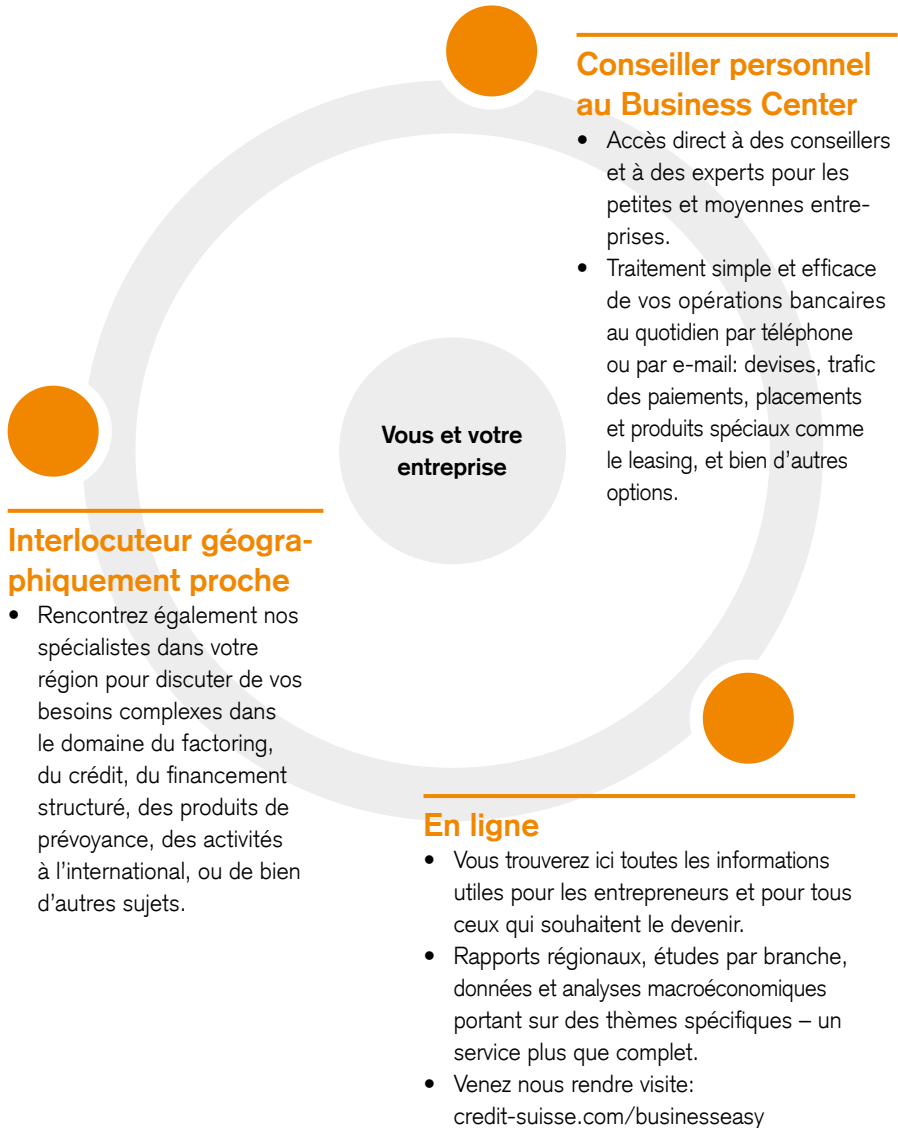 Conseiller personnel
au Business Center
• Accès direct à des conseillers
et à des experts pour les
petites et moyennes entre-
prises.
• Traitement simple et efficace
de vos opérations bancaires
au quotidien par téléphone
ou par e-mail: devises, trafic
des paiements, placements
et produits spéciaux comme
le leasing, et bien d'autres
options.
Vous et votre
entreprise
Interlocuteur géogra-
phiquement proche
• Rencontrez également nos
spécialistes dans votre
région pour discuter de vos
besoins complexes dans
le domaine du factoring,
du crédit, du financement
structuré, des produits de
prévoyance, des activités
à l'international, ou de bien
d'autres sujets.
En ligne
• Vous trouverez ici toutes les informations
utiles pour les entrepreneurs et pour tous
ceux qui souhaitent le devenir.
• Rapports régionaux, études par branche,
données et analyses macroéconomiques
portant sur des thèmes spécifiques – un
service plus que complet.
• Venez nous rendre visite:
credit-suisse.com/businesseasy